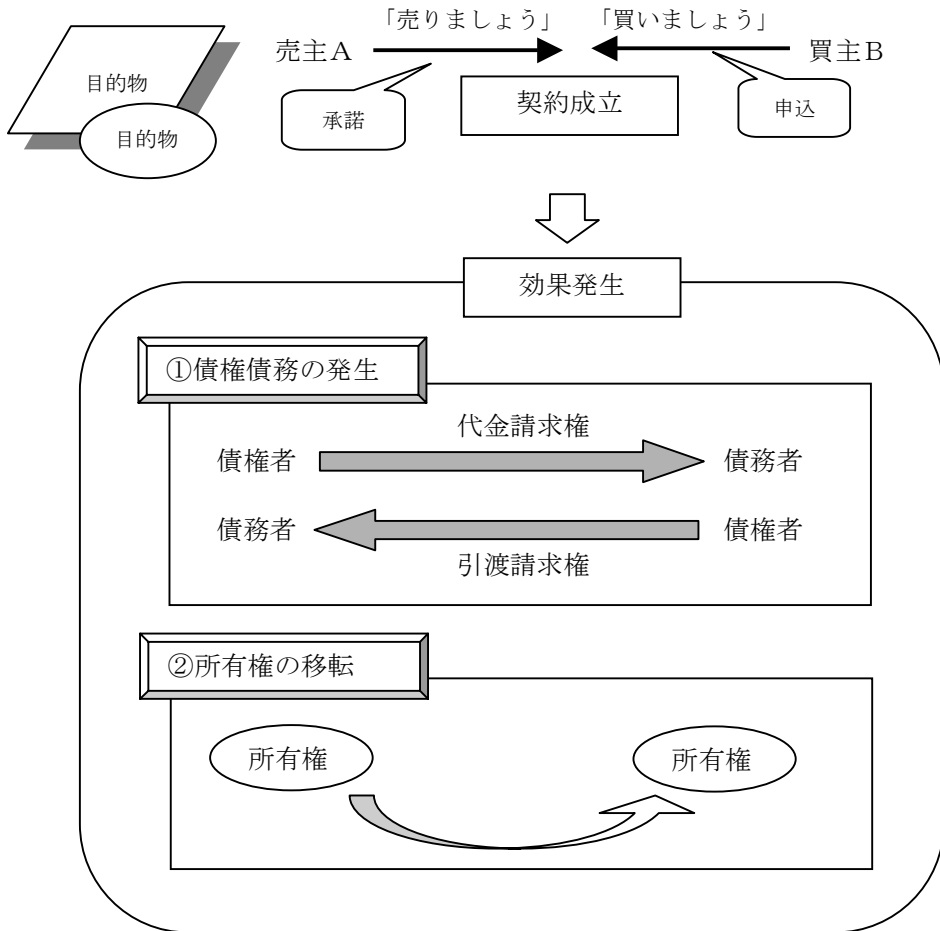 「売りましょう」 「買いましょう」
売主A 買主B
目的物
目的物
承諾
契約成立
申込
効果発生
①債権債務の発生
代金請求権
債権者 債務者
債務者 債権者
引渡請求権
②所有権の移転
所有権 所有権